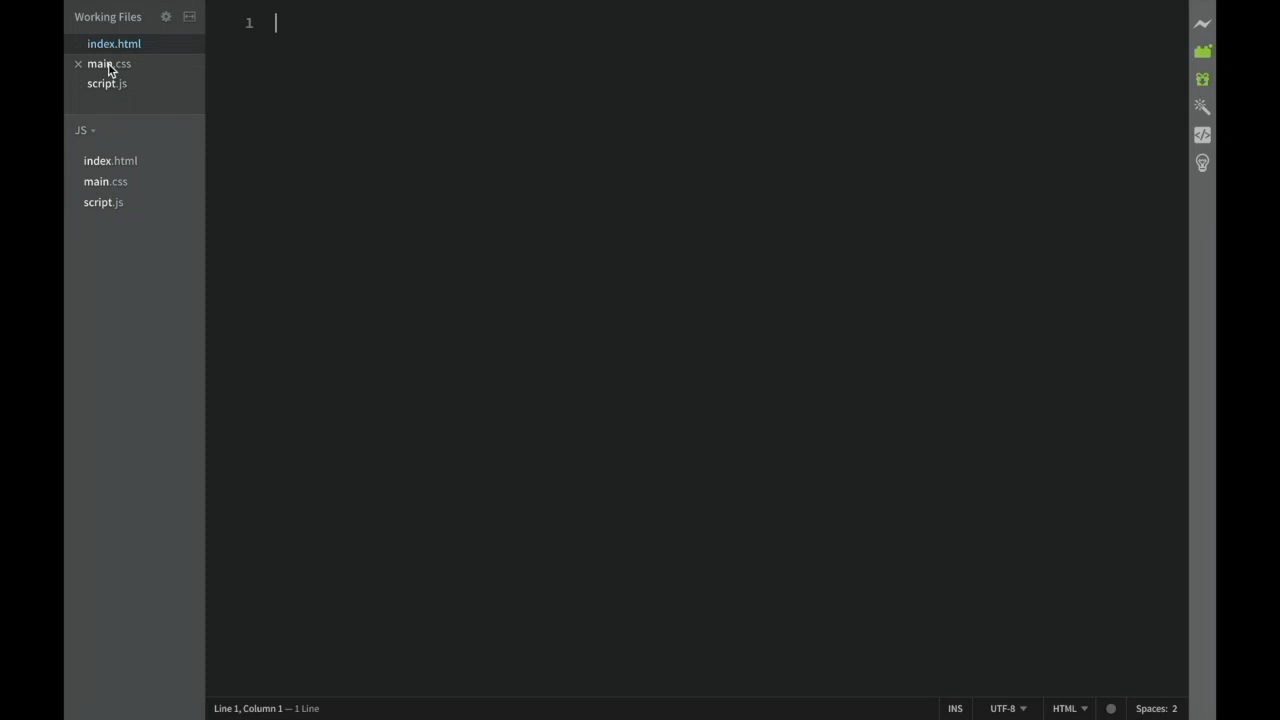 Working Files
index.html
main.css
script.js
JS
index.html
main.css
script.js
1
Line 1, Column 1 — 1 Line
INS
UTF-8
HTML
Spaces: 2